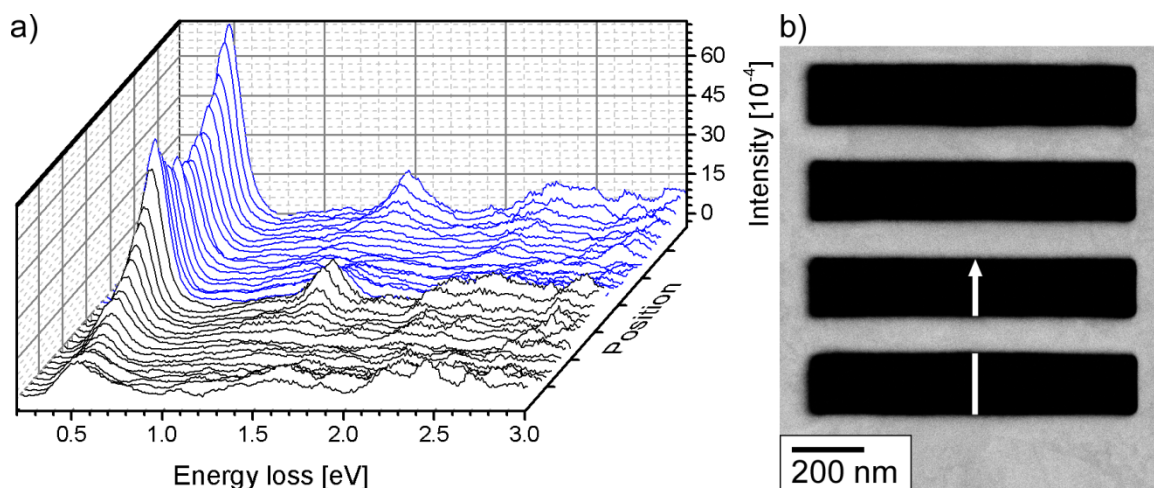 a)
60
45
30
15
0
Intensity [10⁻⁴]
Position
0.5 1.0 1.5 2.0 2.5 3.0
Energy loss [eV]
b)
200 nm